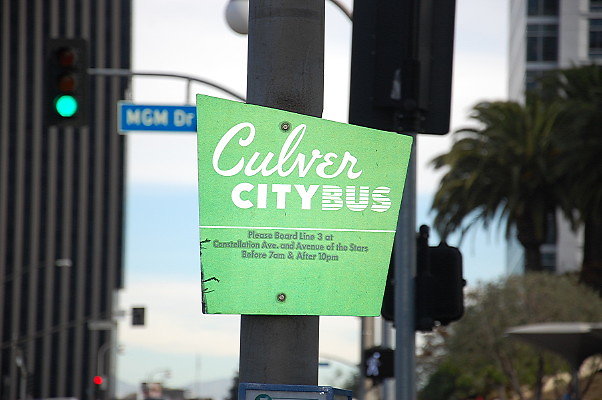 MGM Dr
Culver
CITYBUS
Please Board Line 3 at
Constellation Ave. and Avenue of the Stars
Before 7am & After 10pm